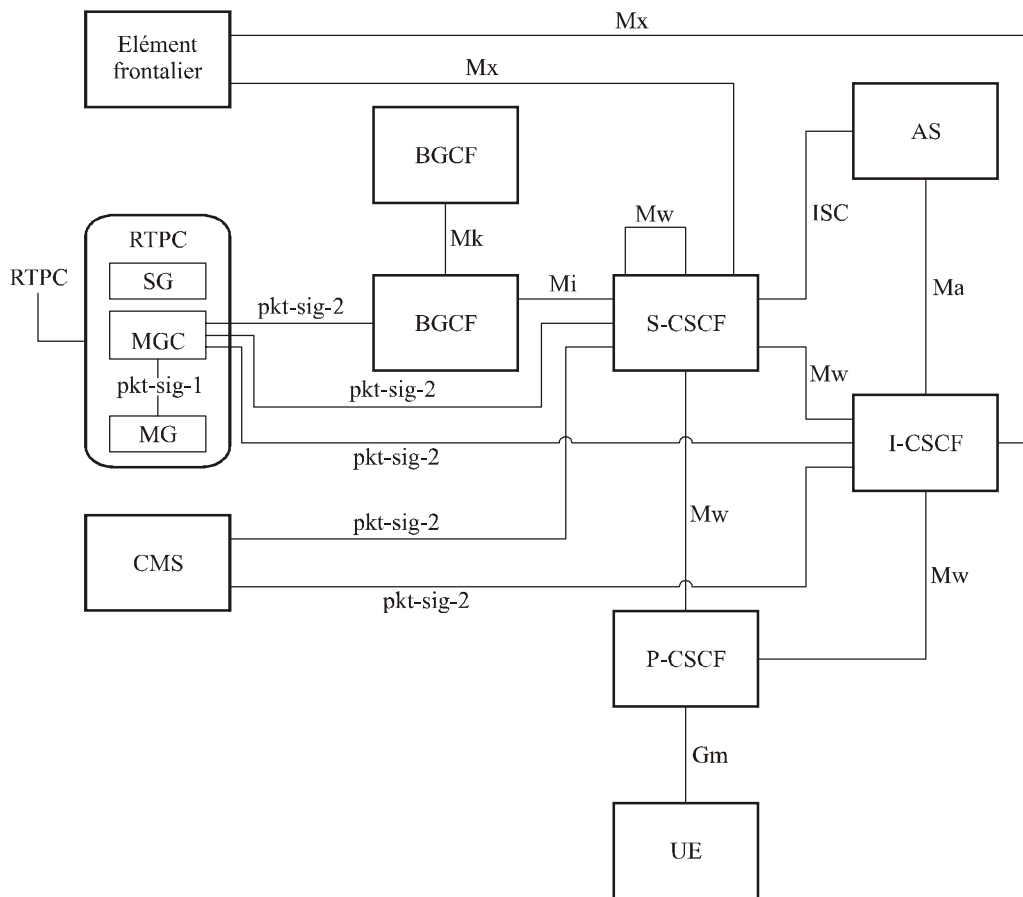 Mx
Elément
frontalier
Mx
AS
BGCF
ISC
Mw
RTPC
Mk
RTPC
SG
Mi
Ma
pkt-sig-2
BGCF
S-CSCF
MGC
Mw
pkt-sig-1
pkt-sig-2
MG
I-CSCF
pkt-sig-2
Mw
pkt-sig-2
CMS
Mw
pkt-sig-2
P-CSCF
Gm
UE